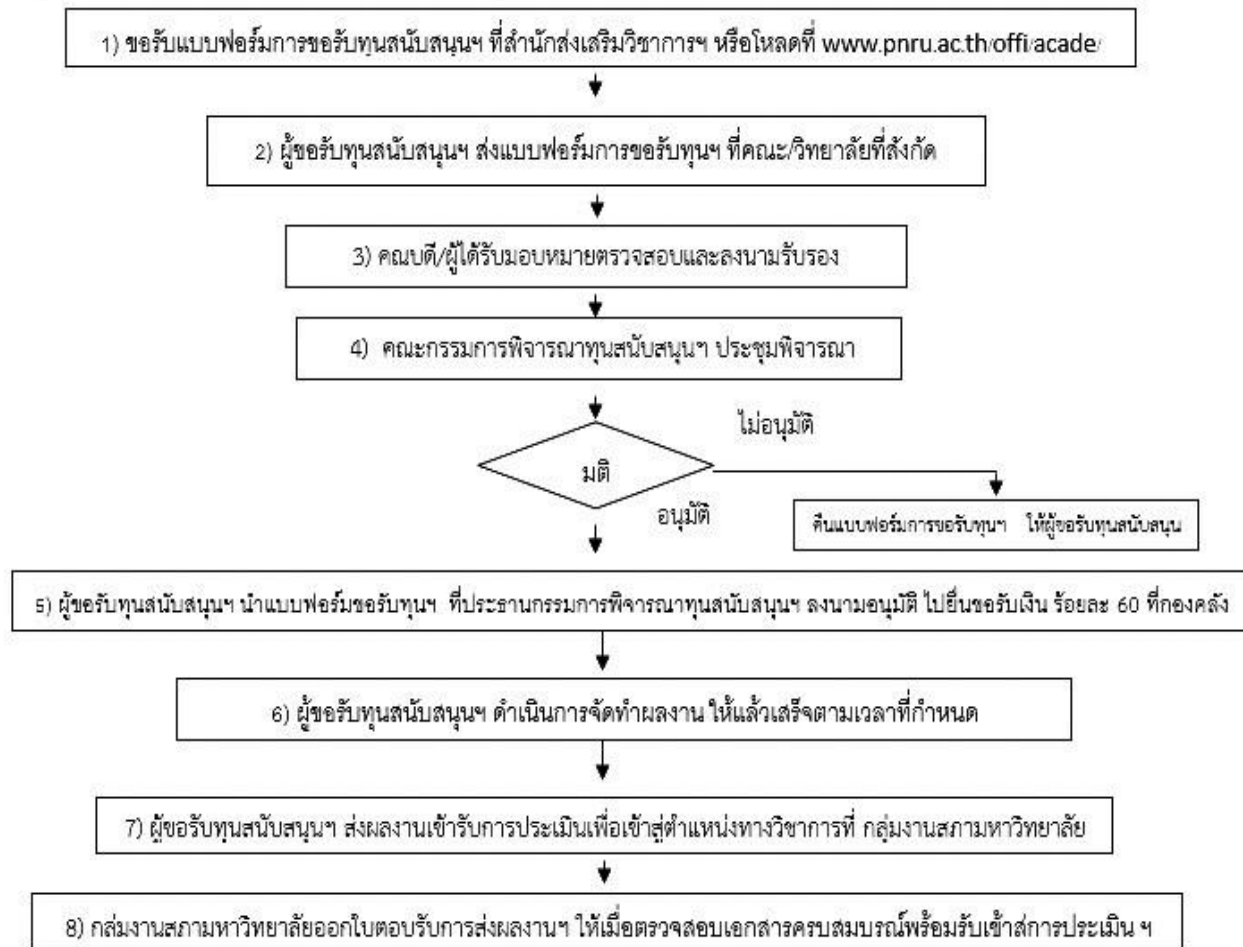 1) ขอรับแบบฟอร์มการขอรับทุนสนับสนุนฯ ที่สำนักส่งเสริมวิชาการฯ หรือโหลดที่ www.pnru.ac.th/offi/acade/
2) ผู้ขอรับทุนสนับสนุนฯ ส่งแบบฟอร์มการขอรับทุนฯ ที่คณะ/วิทยาลัยที่สังกัด
3) คณบดี/ผู้ได้รับมอบหมายตรวจสอบและลงนามรับรอง
4) คณะกรรมการพิจารณาทุนสนับสนุนฯ ประชุมพิจารณา
ไม่อนุมัติ
มติ
อนุมัติ
คืนแบบฟอร์มการขอรับทุนฯ ให้ผู้ขอรับทุนสนับสนุน
5) ผู้ขอรับทุนสนับสนุนฯ นำแบบฟอร์มขอรับทุนฯ ที่ประธานกรรมการพิจารณาทุนสนับสนุนฯ ลงนามอนุมัติ ไปยื่นขอรับเงิน ร้อยละ 60 ที่กองคลัง
6) ผู้ขอรับทุนสนับสนุนฯ ดำเนินการจัดทำผลงาน ให้แล้วเสร็จตามเวลาที่กำหนด
7) ผู้ขอรับทุนสนับสนุนฯ ส่งผลงานเข้ารับการประเมินเพื่อเข้าสู่ตำแหน่งทางวิชาการที่ กลุ่มงานสภามหาวิทยาลัย
8) กลุ่มงานสภามหาวิทยาลัยออกใบตอบรับการส่งผลงานฯ ให้เมื่อตรวจสอบเอกสารครบสมบูรณ์พร้อมรับเข้าสู่การประเมิน ฯ